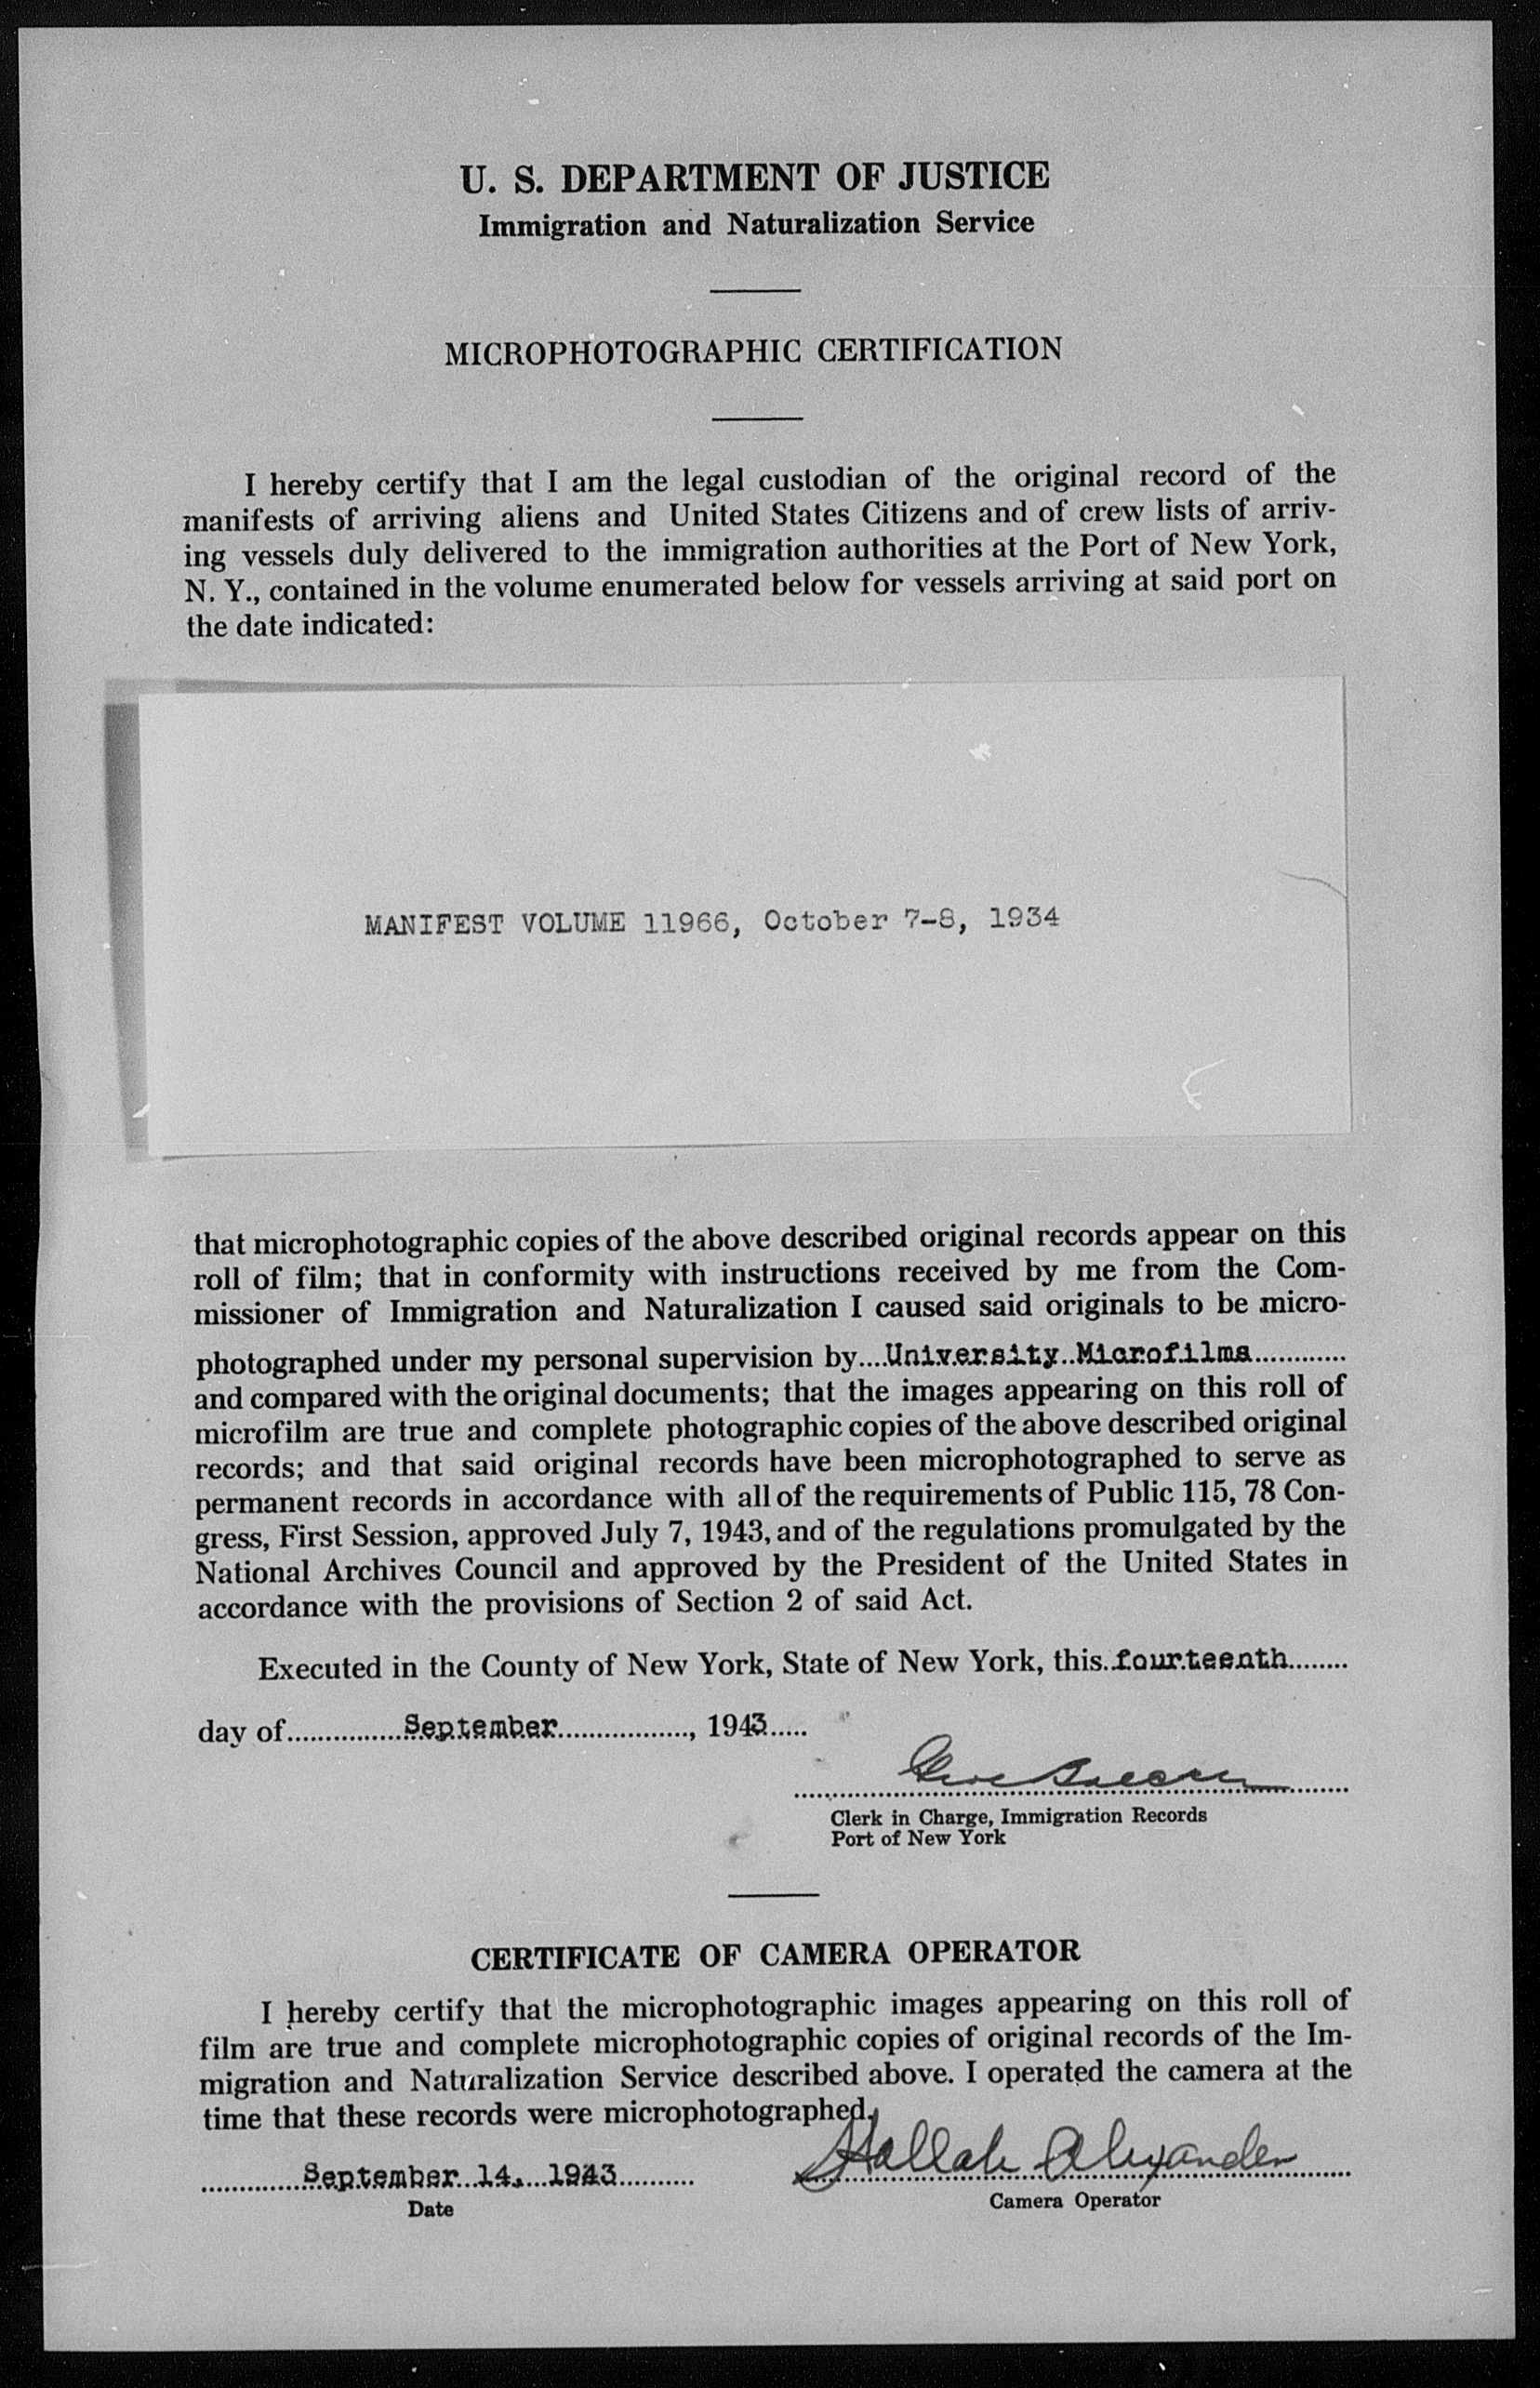 U. S. DEPARTMENT OF JUSTICE
Immigration and Naturalization Service
MICROPHOTOGRAPHIC CERTIFICATION
I hereby certify that I am the legal custodian of the original record of the
manifests of arriving aliens and United States Citizens and of crew lists of arriv-
ing vessels duly delivered to the immigration authorities at the Port of New York,
N. Y., contained in the volume enumerated below for vessels arriving at said port on
the date indicated:
MANIFEST VOLUME 11966, October 7-8, 1934
that microphotographic copies of the above described original records appear on this
roll of film; that in conformity with instructions received by me from the Com-
missioner of Immigration and Naturalization I caused said originals to be micro-
photographed under my personal supervision by....University Microfilms............
and compared with the original documents; that the images appearing on this roll of
microfilm are true and complete photographic copies of the above described original
records; and that said original records have been microphotographed to serve as
permanent records in accordance with all of the requirements of Public 115, 78 Con-
gress, First Session, approved July 7, 1943, and of the regulations promulgated by the
National Archives Council and approved by the President of the United States in
accordance with the provisions of Section 2 of said Act.
Executed in the County of New York, State of New York, this..fourteenth........
day of...............September................., 1943.....
Clerk in Charge, Immigration Records
Port of New York
CERTIFICATE OF CAMERA OPERATOR
I hereby certify that the microphotographic images appearing on this roll of
film are true and complete microphotographic copies of original records of the Im-
migration and Naturalization Service described above. I operated the camera at the
time that these records were microphotographed.
September 14, 1943 Alexander
Date Camera Operator